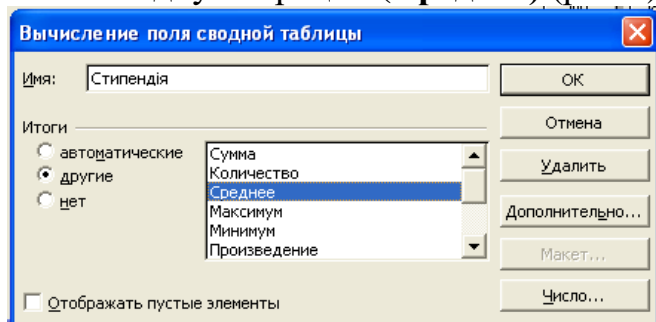 Вычисление поля сводной таблицы
Имя: Стипендія
ОК
Итоги
Отмена
автоматические
другие
нет
Сумма
Количество
Среднее
Максимум
Минимум
Произведение
Удалить
Дополнительно...
Макет...
Число...
Отображать пустые элементы